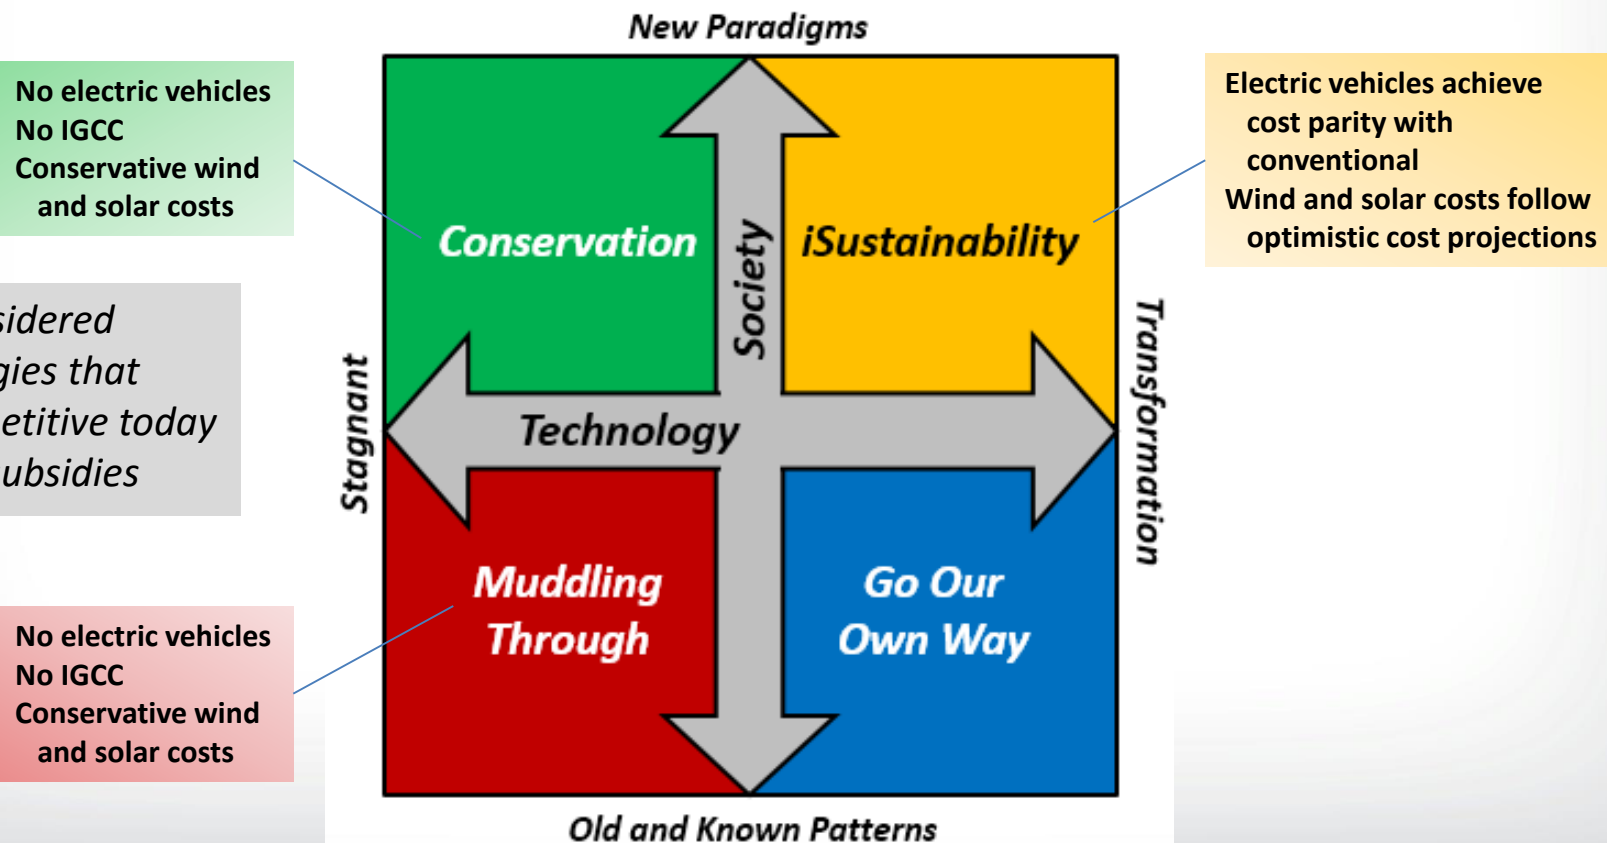 New Paradigms
No electric vehicles
No IGCC
Conservative wind
and solar costs
Electric vehicles achieve
cost parity with
conventional
Wind and solar costs follow
optimistic cost projections
Conservation
iSustainability
Society
Technology
Stagnant
Transformation
today
Muddling
Through
Go Our
Own Way
No electric vehicles
No IGCC
Conservative wind
and solar costs
Old and Known Patterns
that